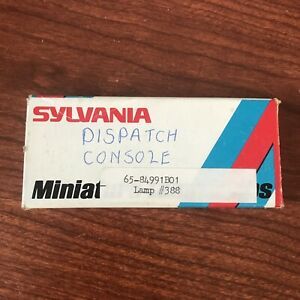 SYLVANIA
DISPATCH
CONSOLE
Miniat
65-84991B01
Lamp #388